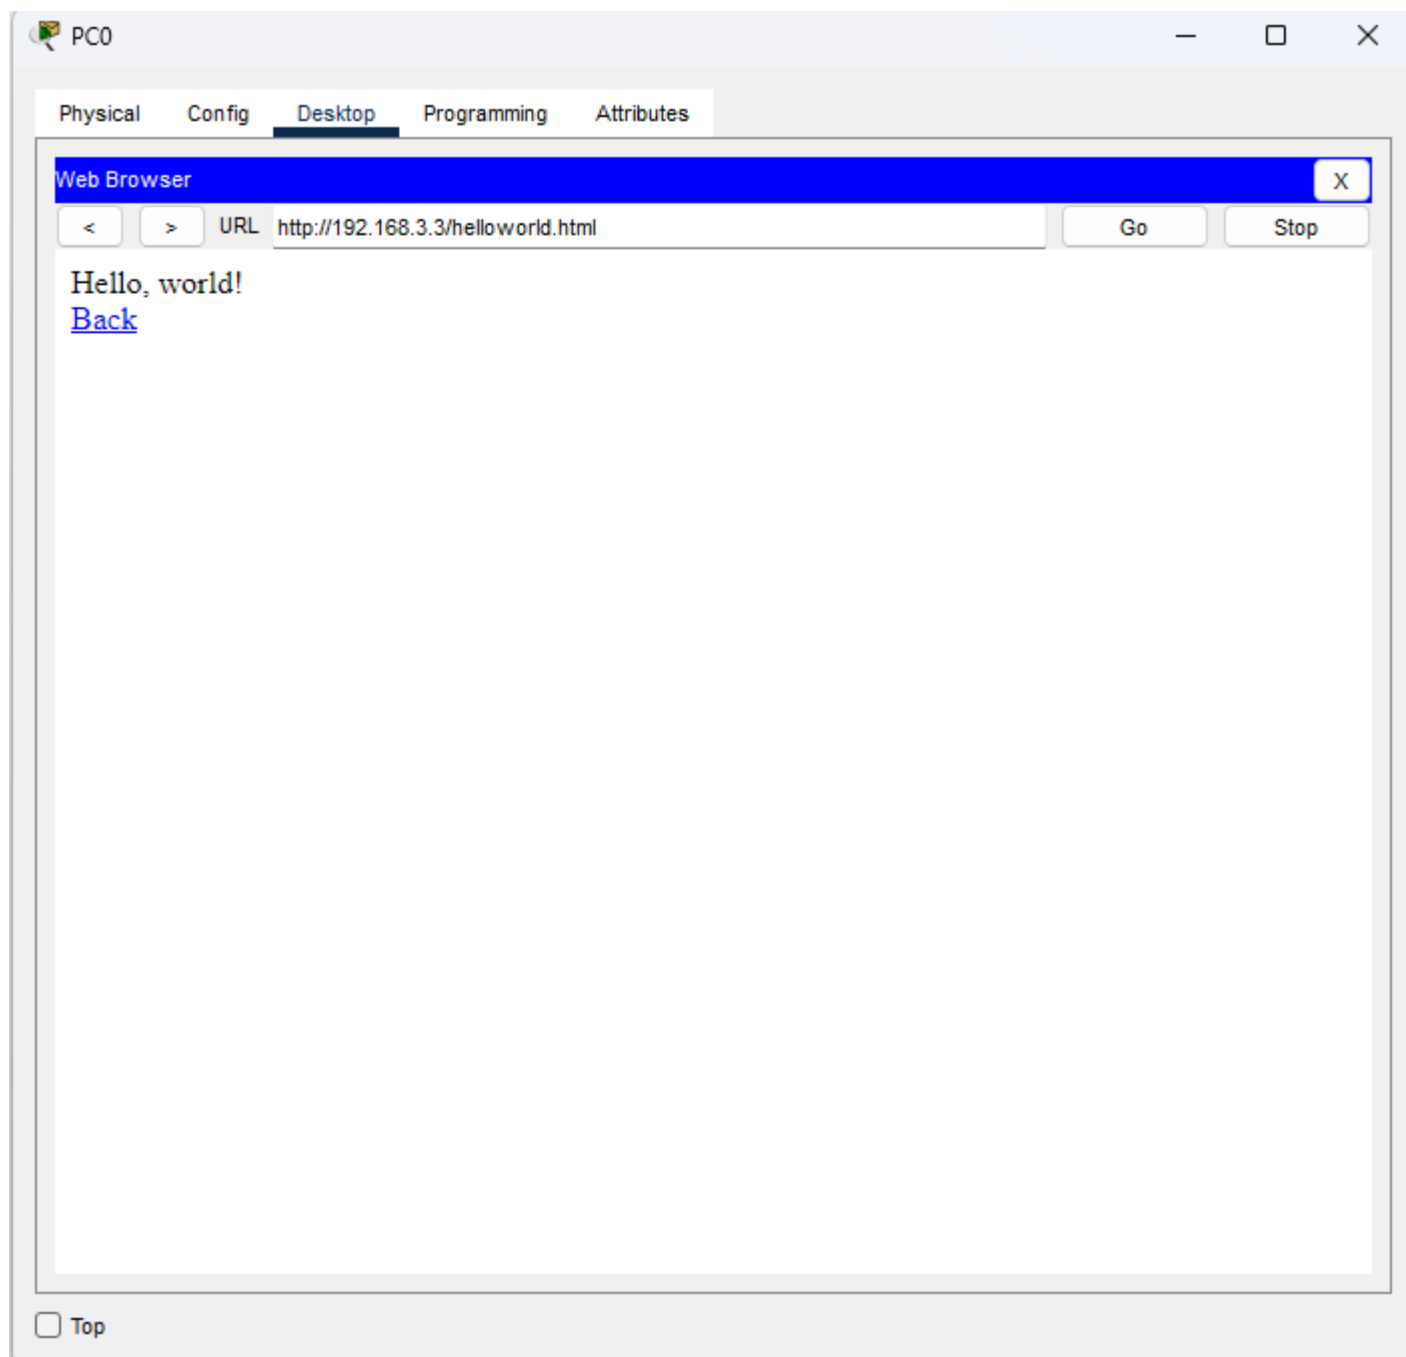 PC0
Physical Config Desktop Programming Attributes
Web Browser X
< > URL http://192.168.3.3/helloworld.html Go Stop
Hello, world!
Back
Top